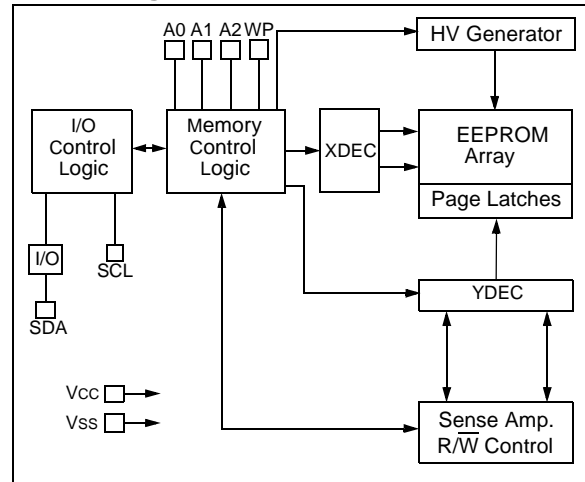 A0 A1 A2 WP
HV Generator
I/O
Control
Logic
Memory
Control
Logic
XDEC
EEPROM
Array
Page Latches
I/O
SCL
SDA
YDEC
VCC
VSS
Sense Amp.
R/W̅ Control